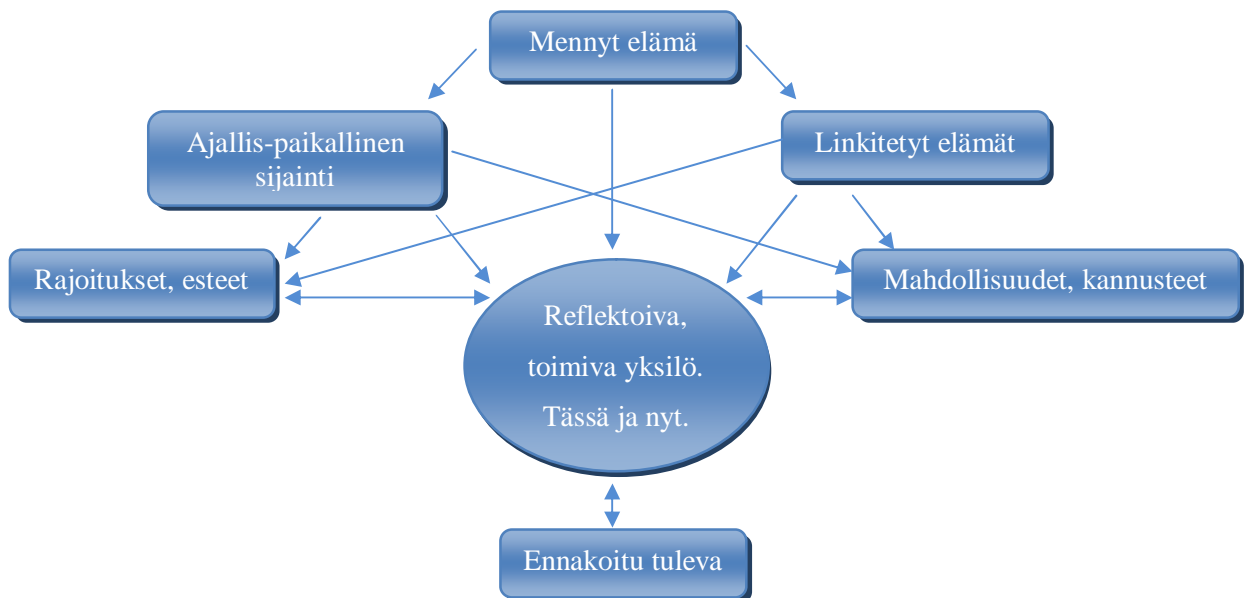 Mennyt elämä
Ajallis-paikallinen
sijainti
Linkitetyt elämät
Rajoitukset, esteet
Mahdollisuudet, kannusteet
Reflektoiva,
toimiva yksilö.
Tässä ja nyt.
Ennakoitu tuleva